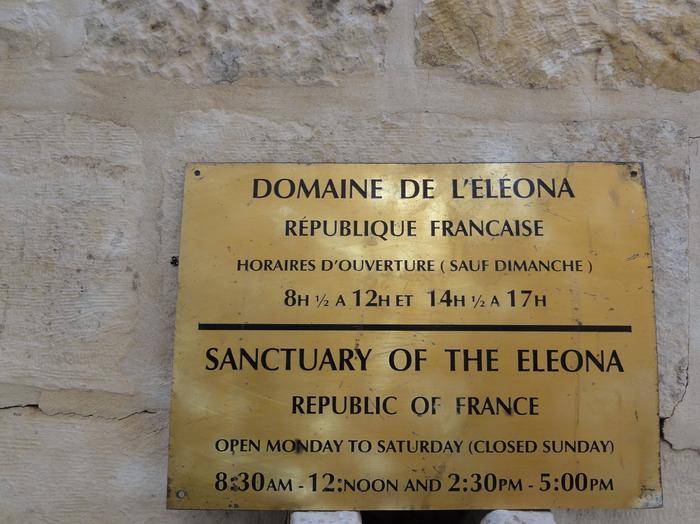 DOMAINE DE L'ELÉONA
RÉPUBLIQUE FRANCAISE
HORAIRES D'OUVERTURE ( SAUF DIMANCHE )
8H ½ A 12H ET 14H ½ A 17H
SANCTUARY OF THE ELEONA
REPUBLIC OF FRANCE
OPEN MONDAY TO SATURDAY (CLOSED SUNDAY)
8:30AM - 12:NOON AND 2:30PM - 5:00PM